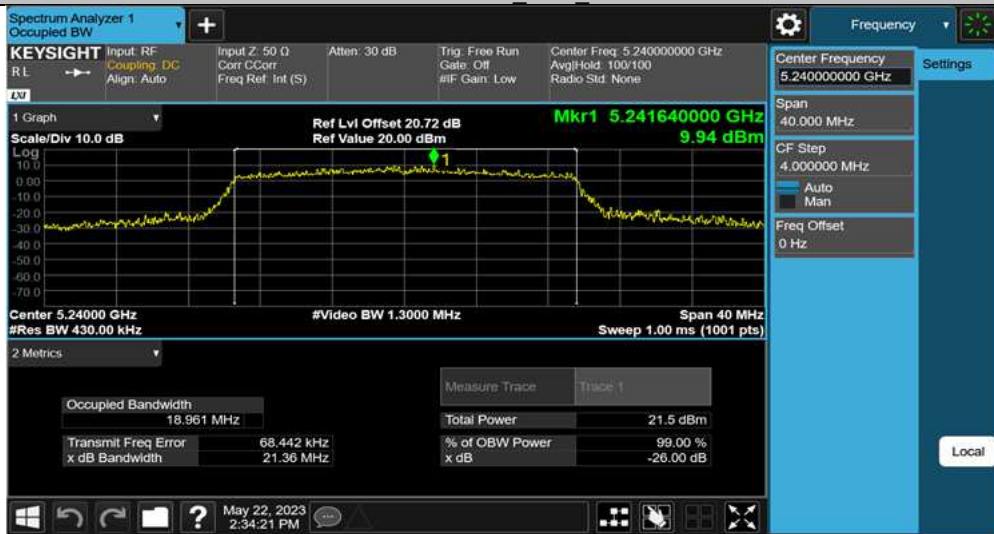 Spectrum Analyzer 1
Occupied BW
+
Frequency
KEYSIGHT
RL
LXI
Input: RF
Coupling: DC
Align: Auto
Input Z: 50 Ω
Corr CCorr
Freq Ref: Int (S)
Atten: 30 dB
Trig: Free Run
Gate: Off
#IF Gain: Low
Center Freq: 5.240000000 GHz
Avg|Hold: 100/100
Radio Std: None
Center Frequency
5.240000000 GHz
Settings
Span
40.000 MHz
CF Step
4.000000 MHz
Auto
Man
Freq Offset
0 Hz
1 Graph
Scale/Div 10.0 dB
Ref Lvl Offset 20.72 dB
Ref Value 20.00 dBm
Mkr1 5.241640000 GHz
9.94 dBm
Log
10.0
0.00
-10.0
-20.0
-30.0
-40.0
-50.0
-60.0
-70.0
1
Center 5.24000 GHz
#Video BW 1.3000 MHz
Span 40 MHz
#Res BW 430.00 kHz
Sweep 1.00 ms (1001 pts)
2 Metrics
Measure Trace
Trace 1
Occupied Bandwidth
18.961 MHz
Total Power
21.5 dBm
Transmit Freq Error
68.442 kHz
% of OBW Power
99.00 %
x dB Bandwidth
21.36 MHz
x dB
-26.00 dB
Local
?
May 22, 2023
2:34:21 PM